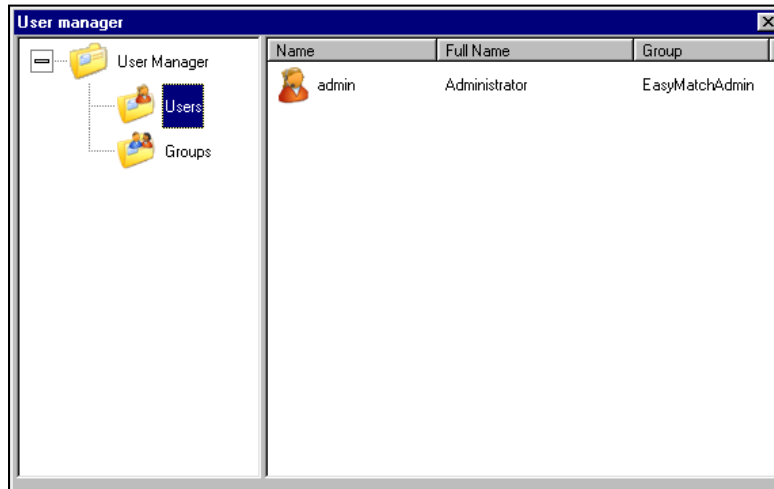 User manager
User Manager
Users
Groups
Name Full Name Group
admin Administrator EasyMatchAdmin